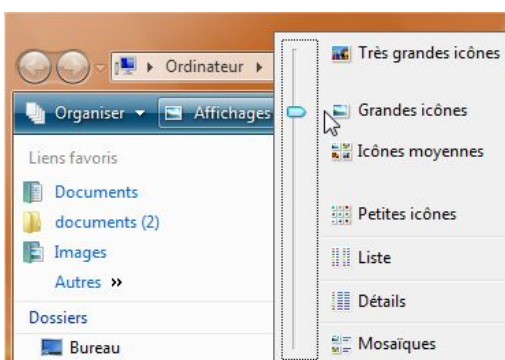 Ordinateur
Organiser
Affichages
Liens favoris
Documents
documents (2)
Images
Autres »
Dossiers
Bureau
Très grandes icônes
Grandes icônes
Icônes moyennes
Petites icônes
Liste
Détails
Mosaïques